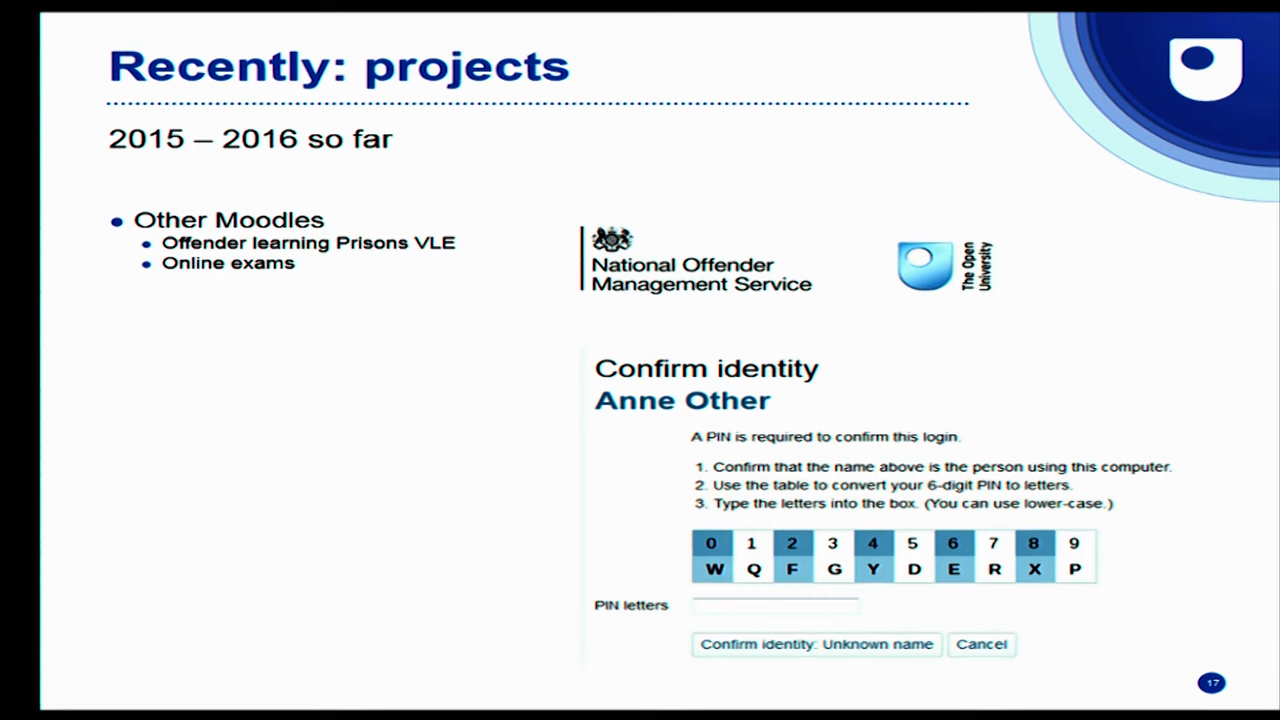 Recently: projects
2015 – 2016 so far
Other Moodles
Offender learning Prisons VLE
Online exams
National Offender
Management Service
The Open
University
Confirm identity
Anne Other
A PIN is required to confirm this login.
1. Confirm that the name above is the person using this computer.
2. Use the table to convert your 6-digit PIN to letters.
3. Type the letters into the box. (You can use lower-case.)
0 1 2 3 4 5 6 7 8 9
W Q F G Y D E R X P
PIN letters
Confirm identity: Unknown name Cancel
17